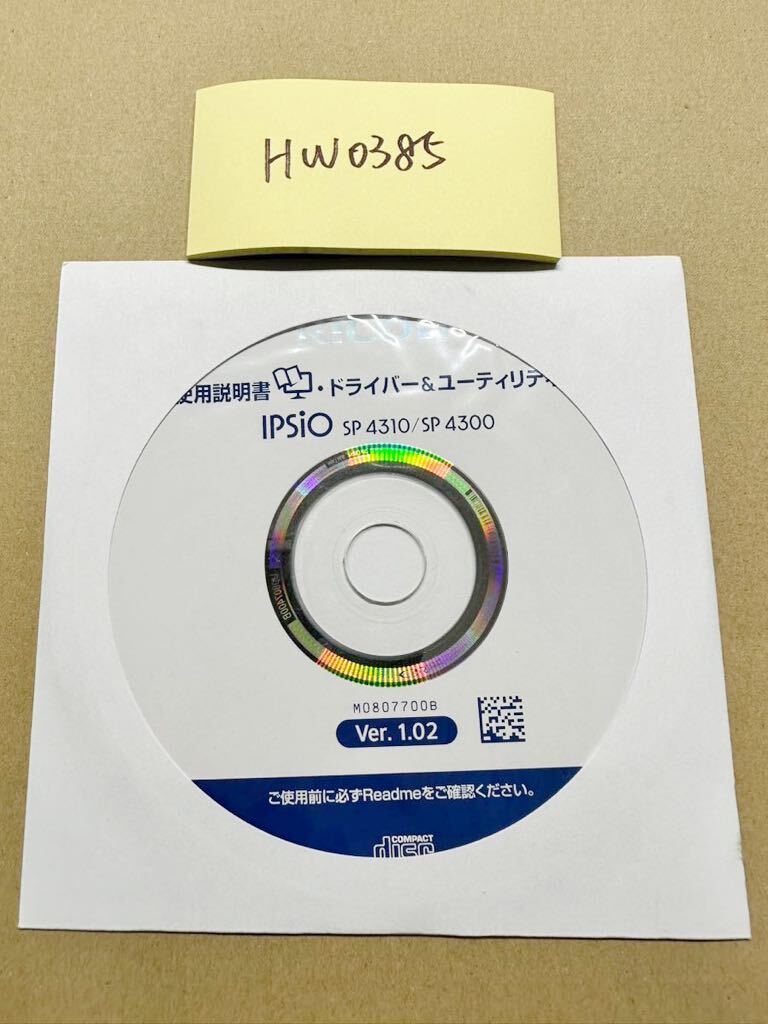 HW0385
RICOH
使用説明書・ドライバー&ユーティリティ
IPSiO SP 4310/SP 4300
M0807700B
Ver. 1.02
ご使用前に必ずReadmeをご確認ください。
COMPACT
disc